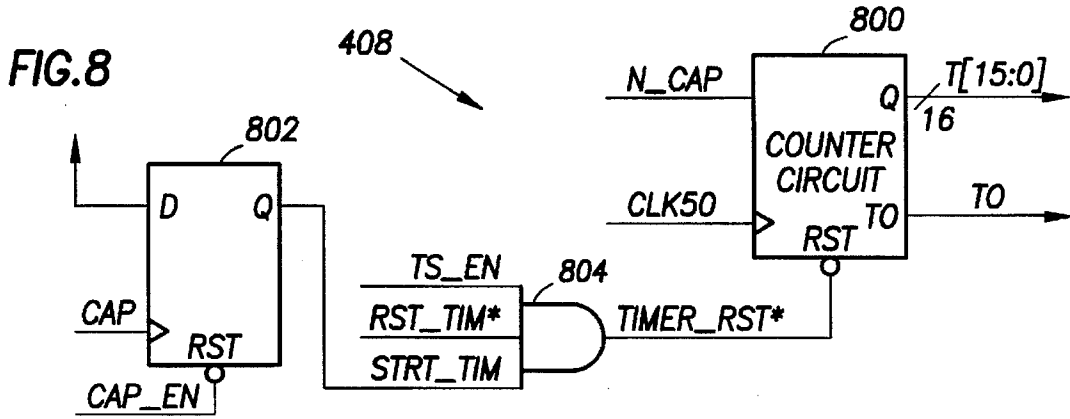 FIG.8
408
800
N_CAP
Q
T[15:0]
16
COUNTER
CIRCUIT
CLK50
TO
TO
RST
802
D
Q
CAP
RST
CAP_EN
TS_EN
804
RST_TIM*
TIMER_RST*
STRT_TIM